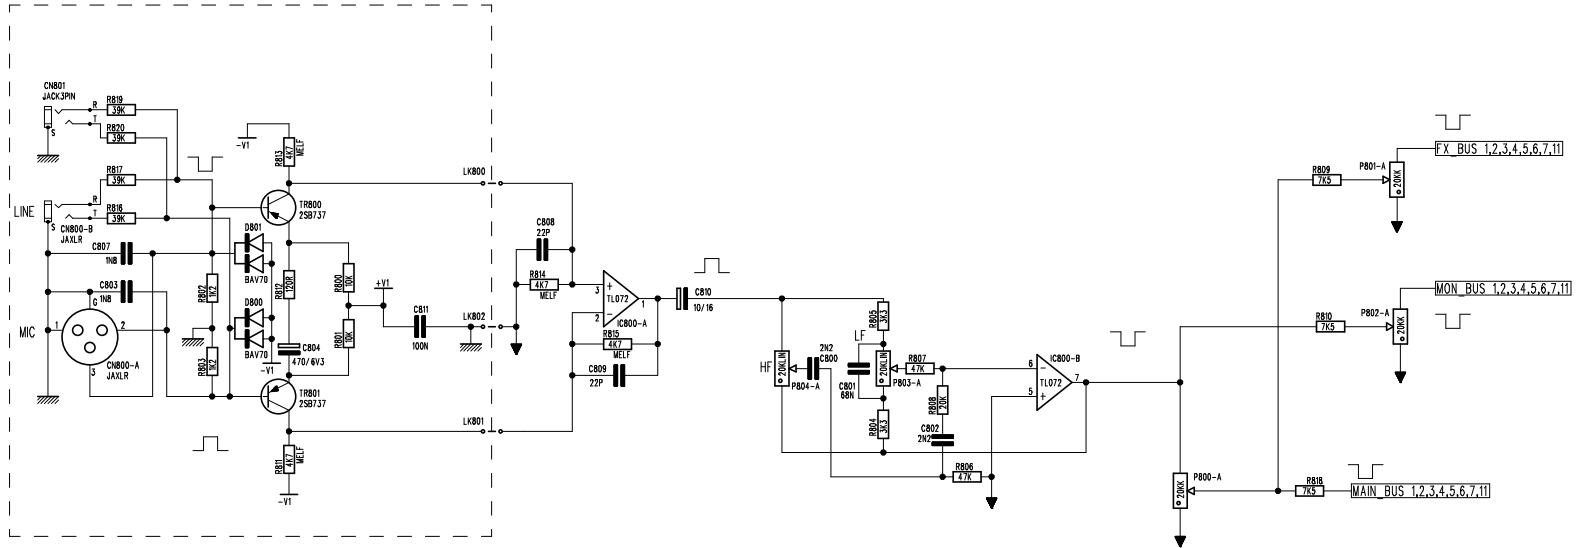 CN801
JACK3PIN
R
T
S
R819
39K
R820
39K
R817
39K
R816
39K
LINE
R
T
S
CN800-B
JAXLR
C807
1N8
C803
1N8
G
MIC
1
2
3
CN800-A
JAXLR
R802
1K2
R803
1K2
D801
BAV70
D800
BAV70
-V1
-V1
R813
4K7
MELF
TR800
2SB737
R812
120R
R800
10K
R801
10K
+V1
C811
100N
C804
470/6V3
TR801
2SB737
R811
4K7
MELF
-V1
LK800
LK802
LK801
C808
22P
R814
4K7
MELF
3
2
1
+
−
TL072
IC800-A
R815
4K7
MELF
C809
22P
C810
10/16
HF
20KLIN
P804-A
2N2
C800
R805
3K3
LF
C801
68N
20KLIN
P803-A
R804
3K3
R807
47K
R808
20K
C802
2N2
R806
47K
6
5
7
−
+
IC800-B
TL072
P800-A
20KK
R809
7K5
P801-A
20KK
FX_BUS 1,2,3,4,5,6,7,11
R810
7K5
P802-A
20KK
MON_BUS 1,2,3,4,5,6,7,11
R818
7K5
MAIN_BUS 1,2,3,4,5,6,7,11